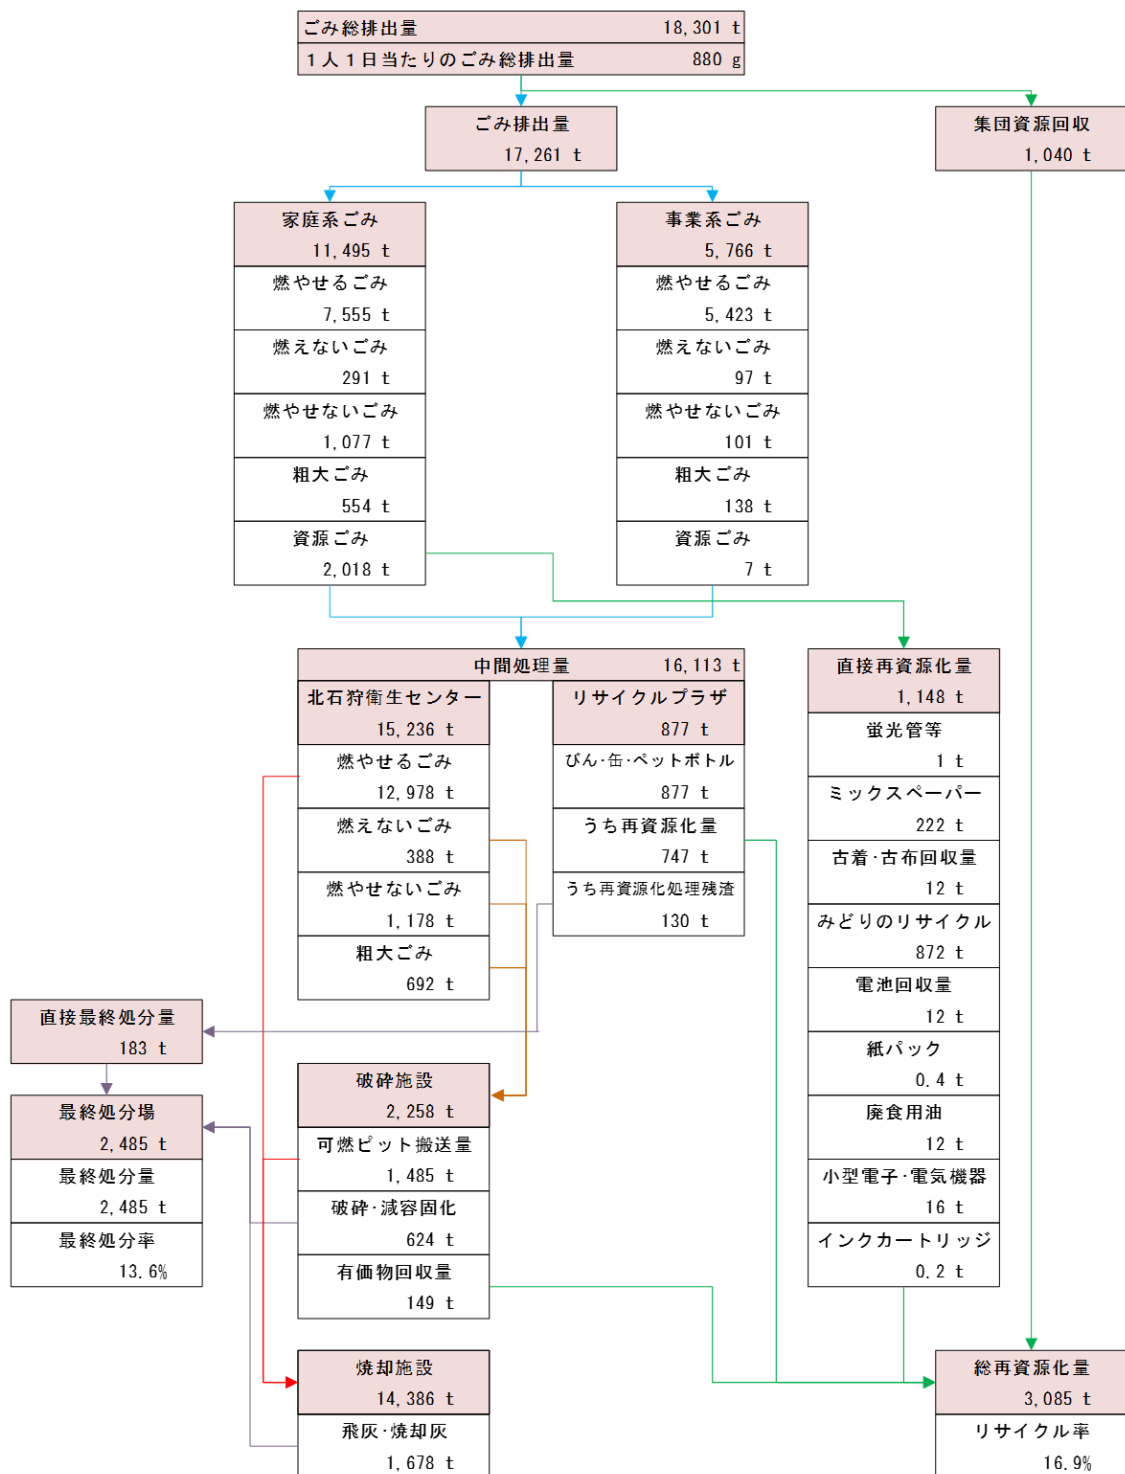 ごみ総排出量 18,301 t
1人1日当たりのごみ総排出量 880 g
ごみ排出量
17,261 t
集団資源回収
1,040 t
家庭系ごみ
11,495 t
燃やせるごみ
7,555 t
燃えないごみ
291 t
燃やせないごみ
1,077 t
粗大ごみ
554 t
資源ごみ
2,018 t
事業系ごみ
5,766 t
燃やせるごみ
5,423 t
燃えないごみ
97 t
燃やせないごみ
101 t
粗大ごみ
138 t
資源ごみ
7 t
中間処理量 16,113 t
北石狩衛生センター
15,236 t
燃やせるごみ
12,978 t
燃えないごみ
388 t
燃やせないごみ
1,178 t
粗大ごみ
692 t
リサイクルプラザ
877 t
びん・缶・ペットボトル
877 t
うち再資源化量
747 t
うち再資源化処理残渣
130 t
直接再資源化量
1,148 t
蛍光管等
1 t
ミックスペーパー
222 t
古着・古布回収量
12 t
みどりのリサイクル
872 t
電池回収量
12 t
紙パック
0.4 t
廃食用油
12 t
小型電子・電気機器
16 t
インクカートリッジ
0.2 t
直接最終処分量
183 t
最終処分場
2,485 t
最終処分量
2,485 t
最終処分率
13.6%
破砕施設
2,258 t
可燃ピット搬送量
1,485 t
破砕・減容固化
624 t
有価物回収量
149 t
焼却施設
14,386 t
飛灰・焼却灰
1,678 t
総再資源化量
3,085 t
リサイクル率
16.9%